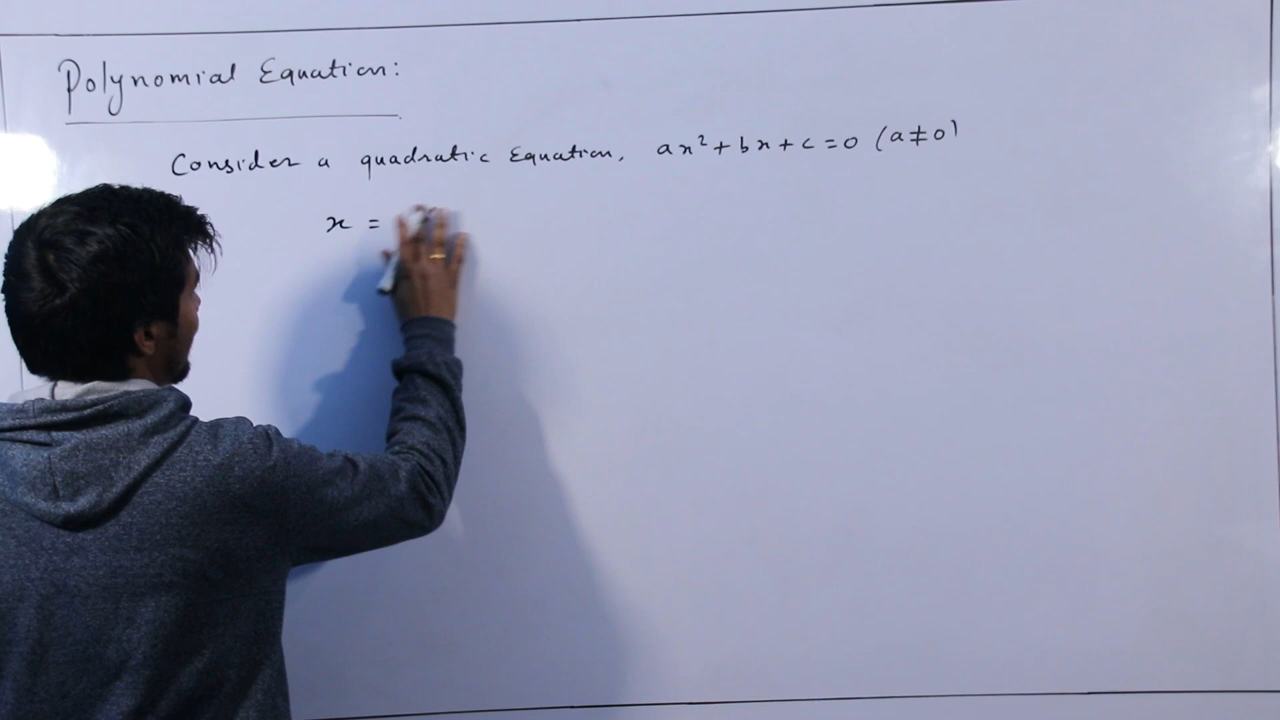 Polynomial Equation:
Consider a quadratic Equation, ax²+bx+c=0 (a≠0)
x =